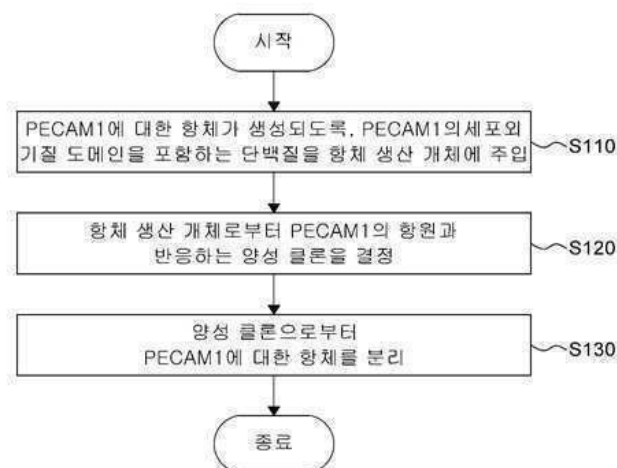 시작
PECAM1에 대한 항체가 생성되도록, PECAM1의세포외
기질 도메인을 포함하는 단백질을 항체 생산 개체에 주입
S110
항체 생산 개체로부터 PECAM1의 항원과
반응하는 양성 클론을 결정
S120
양성 클론으로부터
PECAM1에 대한 항체를 분리
S130
종료